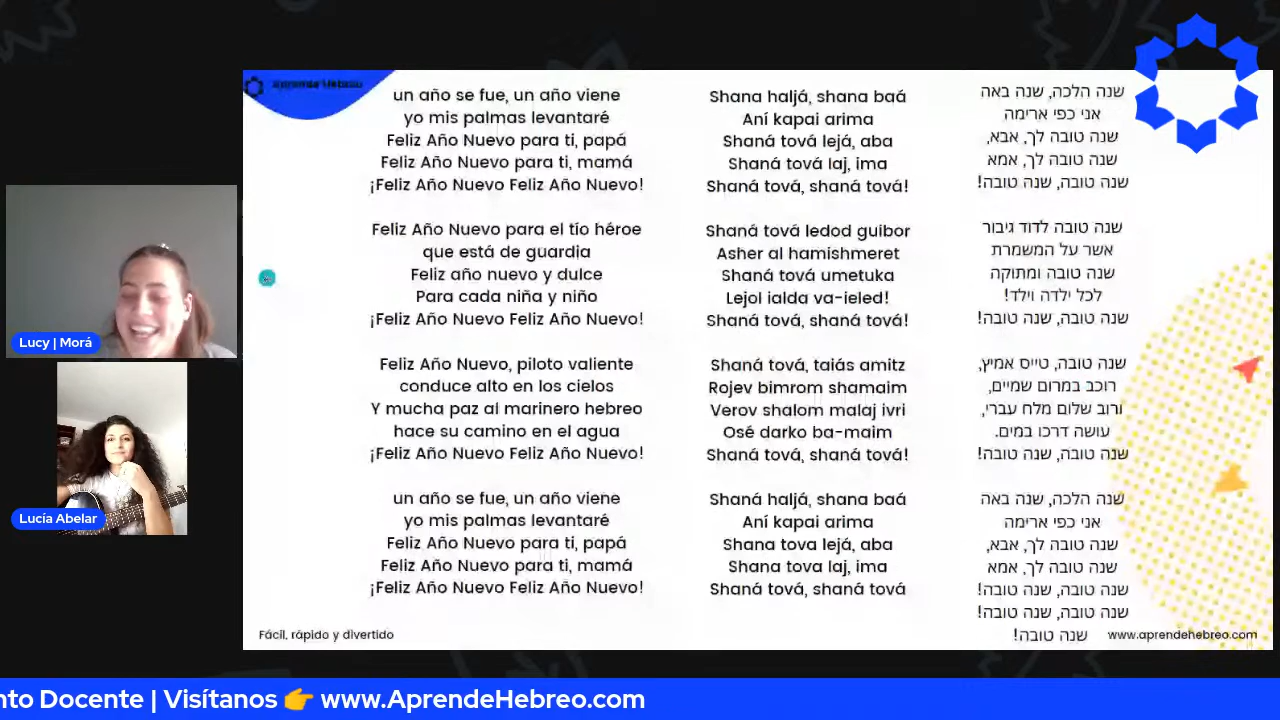 Aprende Hebreo
un año se fue, un año viene
yo mis palmas levantaré
Feliz Año Nuevo para ti, papá
Feliz Año Nuevo para ti, mamá
¡Feliz Año Nuevo Feliz Año Nuevo!
Feliz Año Nuevo para el tío héroe
que está de guardia
Feliz año nuevo y dulce
Para cada niña y niño
¡Feliz Año Nuevo Feliz Año Nuevo!
Feliz Año Nuevo, piloto valiente
conduce alto en los cielos
Y mucha paz al marinero hebreo
hace su camino en el agua
¡Feliz Año Nuevo Feliz Año Nuevo!
un año se fue, un año viene
yo mis palmas levantaré
Feliz Año Nuevo para ti, papá
Feliz Año Nuevo para ti, mamá
¡Feliz Año Nuevo Feliz Año Nuevo!
Shana haljá, shana baá
Aní kapai arima
Shaná tová lejá, aba
Shaná tová laj, ima
Shaná tová, shaná tová!
Shaná tová ledod guibor
Asher al hamishmeret
Shaná tová umetuka
Lejol ialda va-ieled!
Shaná tová, shaná tová!
Shaná tová, taiás amitz
Rojev bimrom shamaim
Verov shalom malaj ivri
Osé darko ba-maim
Shaná tová, shaná tová!
Shaná haljá, shana baá
Aní kapai arima
Shana tova lejá, aba
Shana tova laj, ima
Shaná tová, shaná tová
שנה הלכה, שנה באה
אני כפי ארימה
שנה טובה לך, אבא,
שנה טובה לך, אמא
שנה טובה, שנה טובה!
שנה טובה לדוד גיבור
אשר על המשמרת
שנה טובה ומתוקה
לכל ילדה וילד!
שנה טובה, שנה טובה!
שנה טובה, טייס אמיץ,
רוכב במרום שמיים,
ורוב שלום מלח עברי,
עושה דרכו במים.
שנה טובה, שנה טובה!
שנה הלכה, שנה באה
אני כפי ארימה
שנה טובה לך, אבא,
שנה טובה לך, אמא
שנה טובה, שנה טובה!
שנה טובה, שנה טובה!
שנה טובה!
Fácil, rápido y divertido
www.aprendehebreo.com
Lucy | Morá
Lucía Abelar
nto Docente | Visítanos 👉 www.AprendeHebreo.com